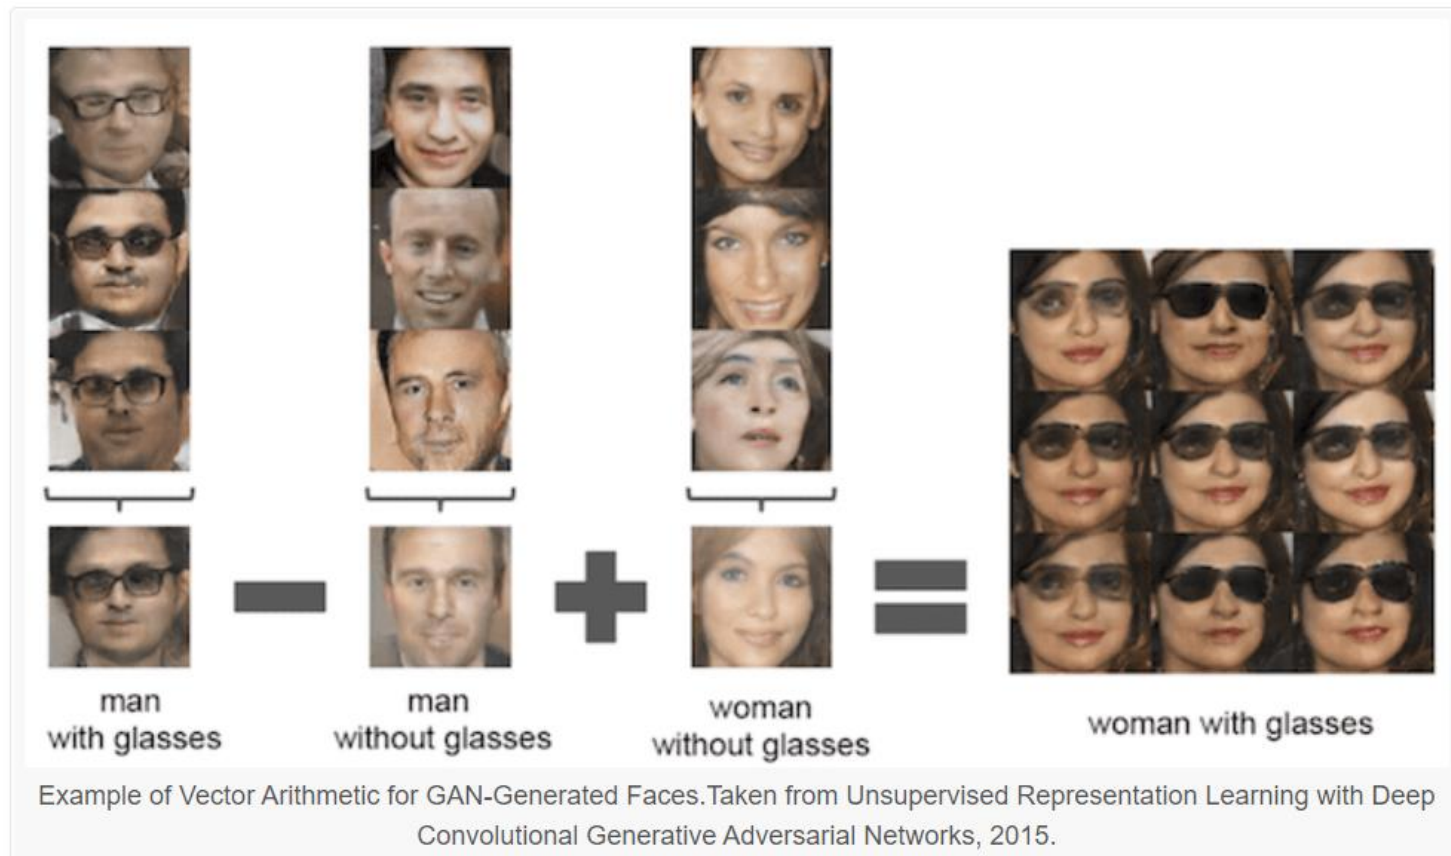 man
with glasses
man
without glasses
woman
without glasses
woman with glasses
Example of Vector Arithmetic for GAN-Generated Faces.Taken from Unsupervised Representation Learning with Deep
Convolutional Generative Adversarial Networks, 2015.